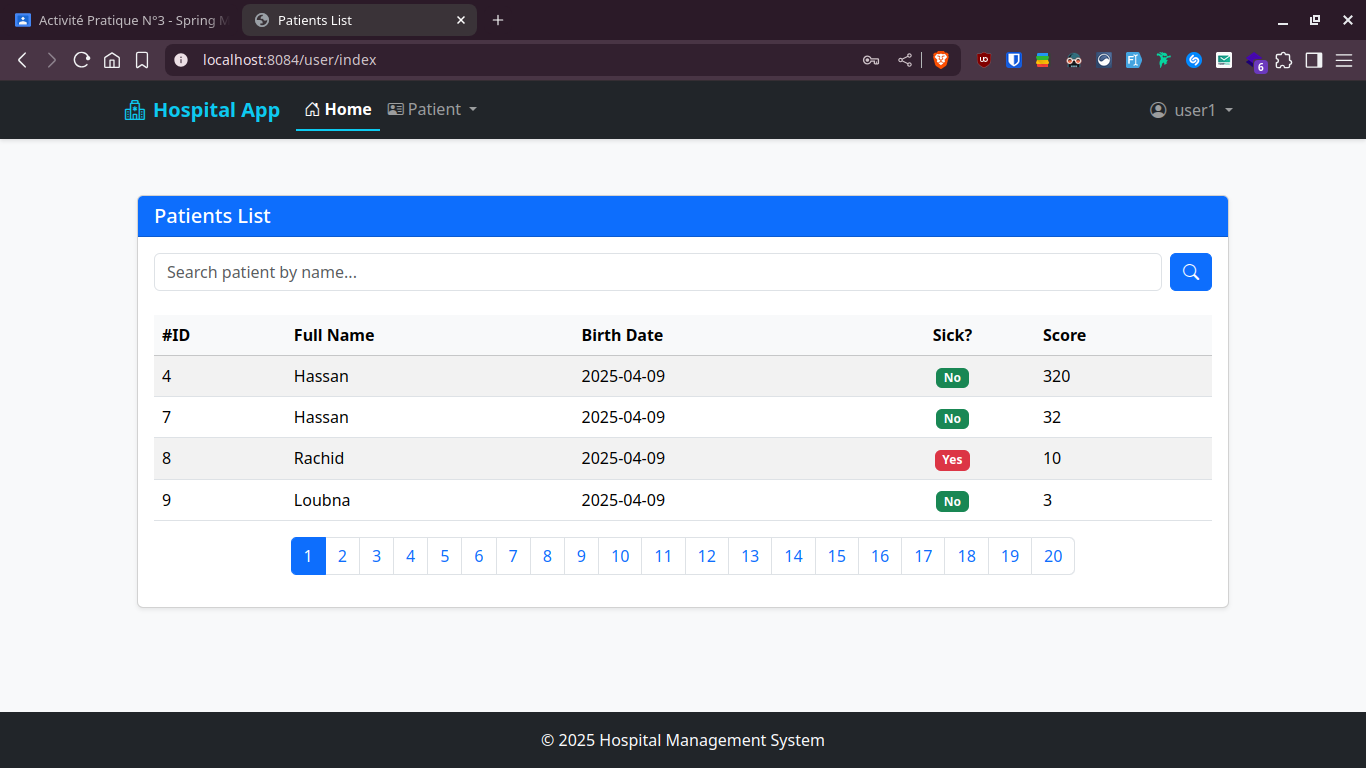 Activité Pratique N°3 - Spring M
Patients List
localhost:8084/user/index
6
Hospital App Home Patient user1
Patients List
Search patient by name...
#ID Full Name Birth Date Sick? Score
4 Hassan 2025-04-09 No 320
7 Hassan 2025-04-09 No 32
8 Rachid 2025-04-09 Yes 10
9 Loubna 2025-04-09 No 3
1 2 3 4 5 6 7 8 9 10 11 12 13 14 15 16 17 18 19 20
© 2025 Hospital Management System